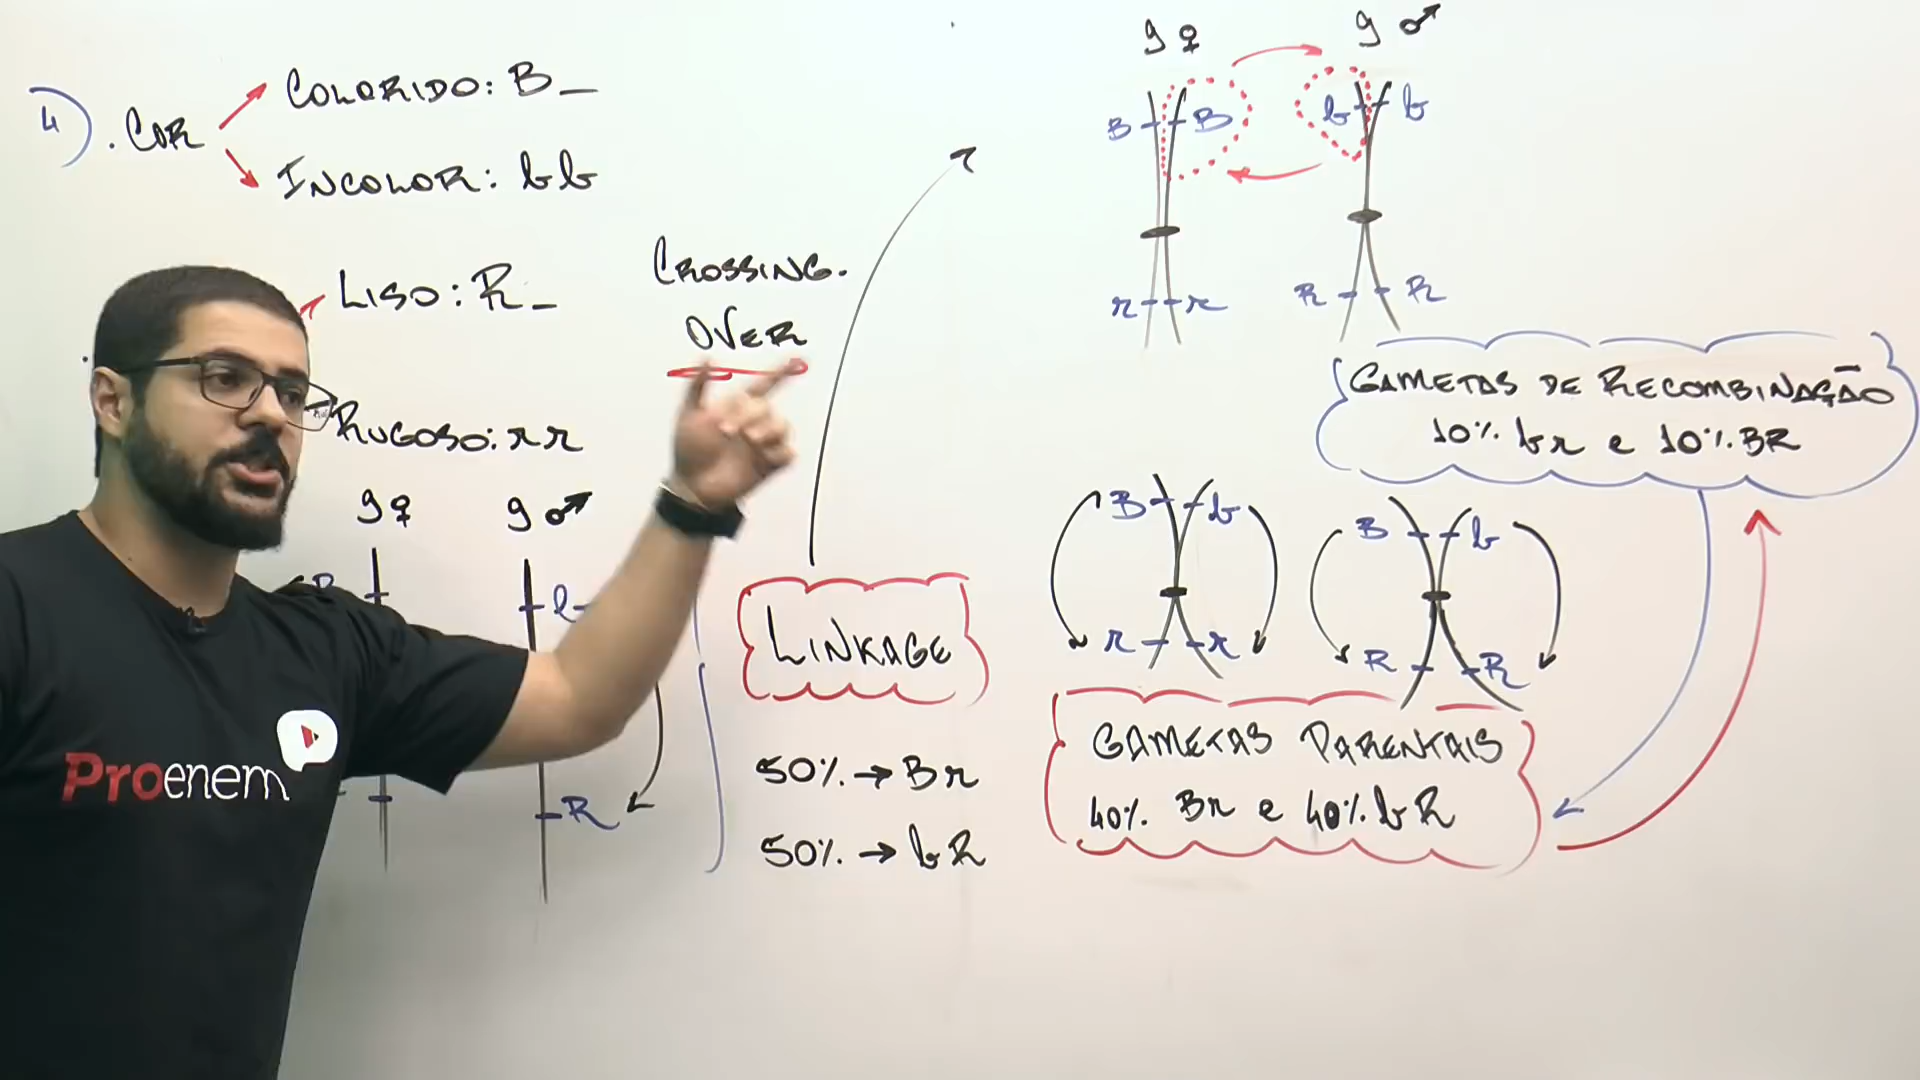 4) . COR
COLORIDO: B_
INCOLOR: bb
LISO: R_
RUGOSO: rr
g ♀ g ♂
b
R
CROSSING-
OVER
LINKAGE
50% → Br
50% → bR
g ♀ g ♂
B B b b
r r R R
GAMETAS DE RECOMBINAÇÃO
10% br e 10% BR
B b B b
r r R R
GAMETAS PARENTAIS
40% Br e 40% bR
Proenem